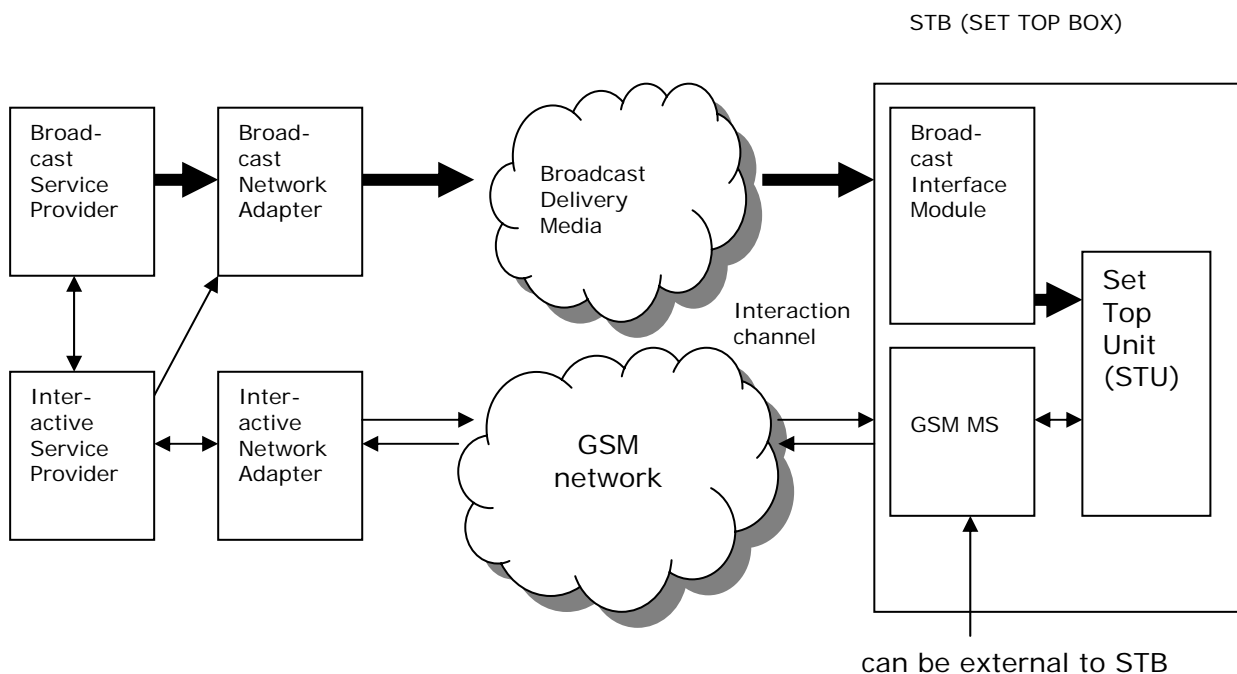 STB (SET TOP BOX)
Broad-
cast
Service
Provider
Broad-
cast
Network
Adapter
Broadcast
Delivery
Media
Broad-
cast
Interface
Module
Set
Top
Unit
(STU)
Interaction
channel
Inter-
active
Service
Provider
Inter-
active
Network
Adapter
GSM
network
GSM MS
can be external to STB